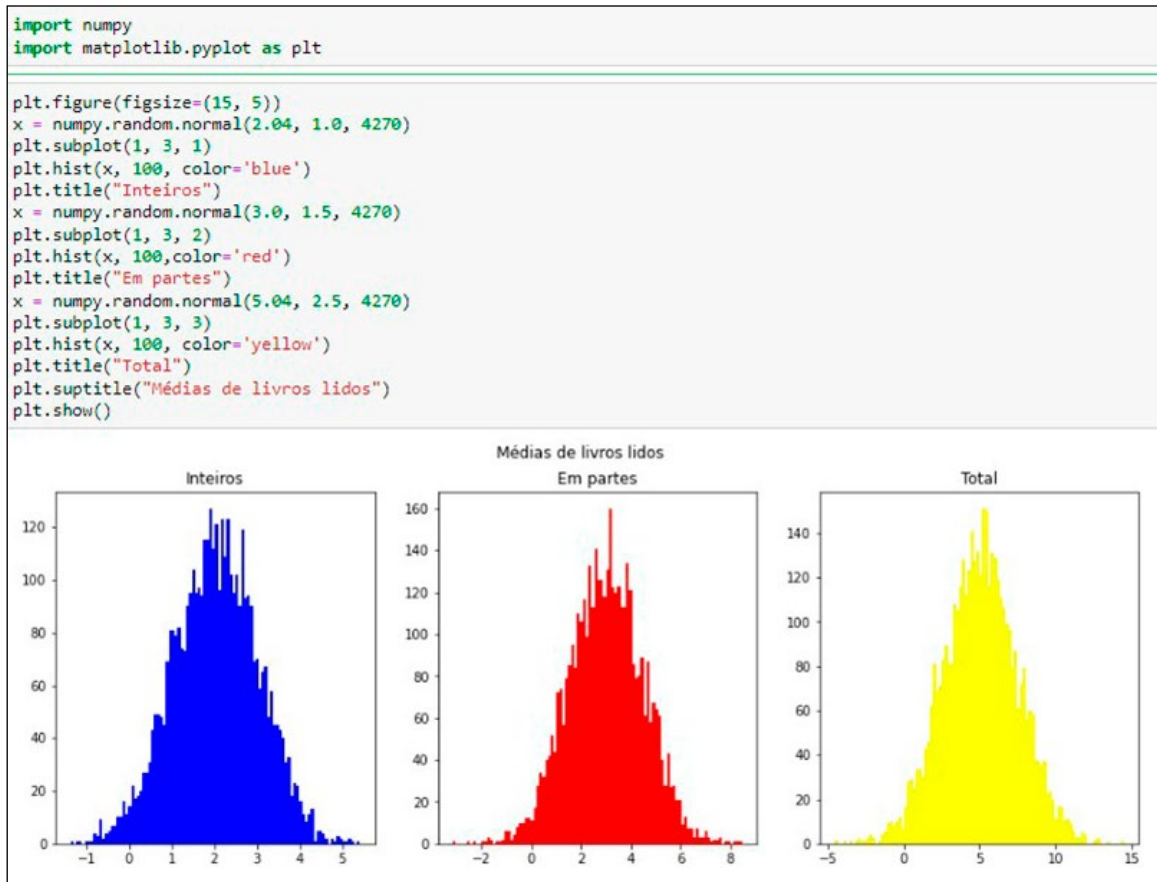 import numpy
import matplotlib.pyplot as plt
plt.figure(figsize=(15, 5))
x = numpy.random.normal(2.04, 1.0, 4270)
plt.subplot(1, 3, 1)
plt.hist(x, 100, color='blue')
plt.title("Inteiros")
x = numpy.random.normal(3.0, 1.5, 4270)
plt.subplot(1, 3, 2)
plt.hist(x, 100,color='red')
plt.title("Em partes")
x = numpy.random.normal(5.04, 2.5, 4270)
plt.subplot(1, 3, 3)
plt.hist(x, 100, color='yellow')
plt.title("Total")
plt.suptitle("Médias de livros lidos")
plt.show()
Médias de livros lidos
Inteiros
120
100
80
60
40
20
0
−1 0 1 2 3 4 5
Em partes
160
140
120
100
80
60
40
20
0
−2 0 2 4 6 8
Total
140
120
100
80
60
40
20
0
−5 0 5 10 15